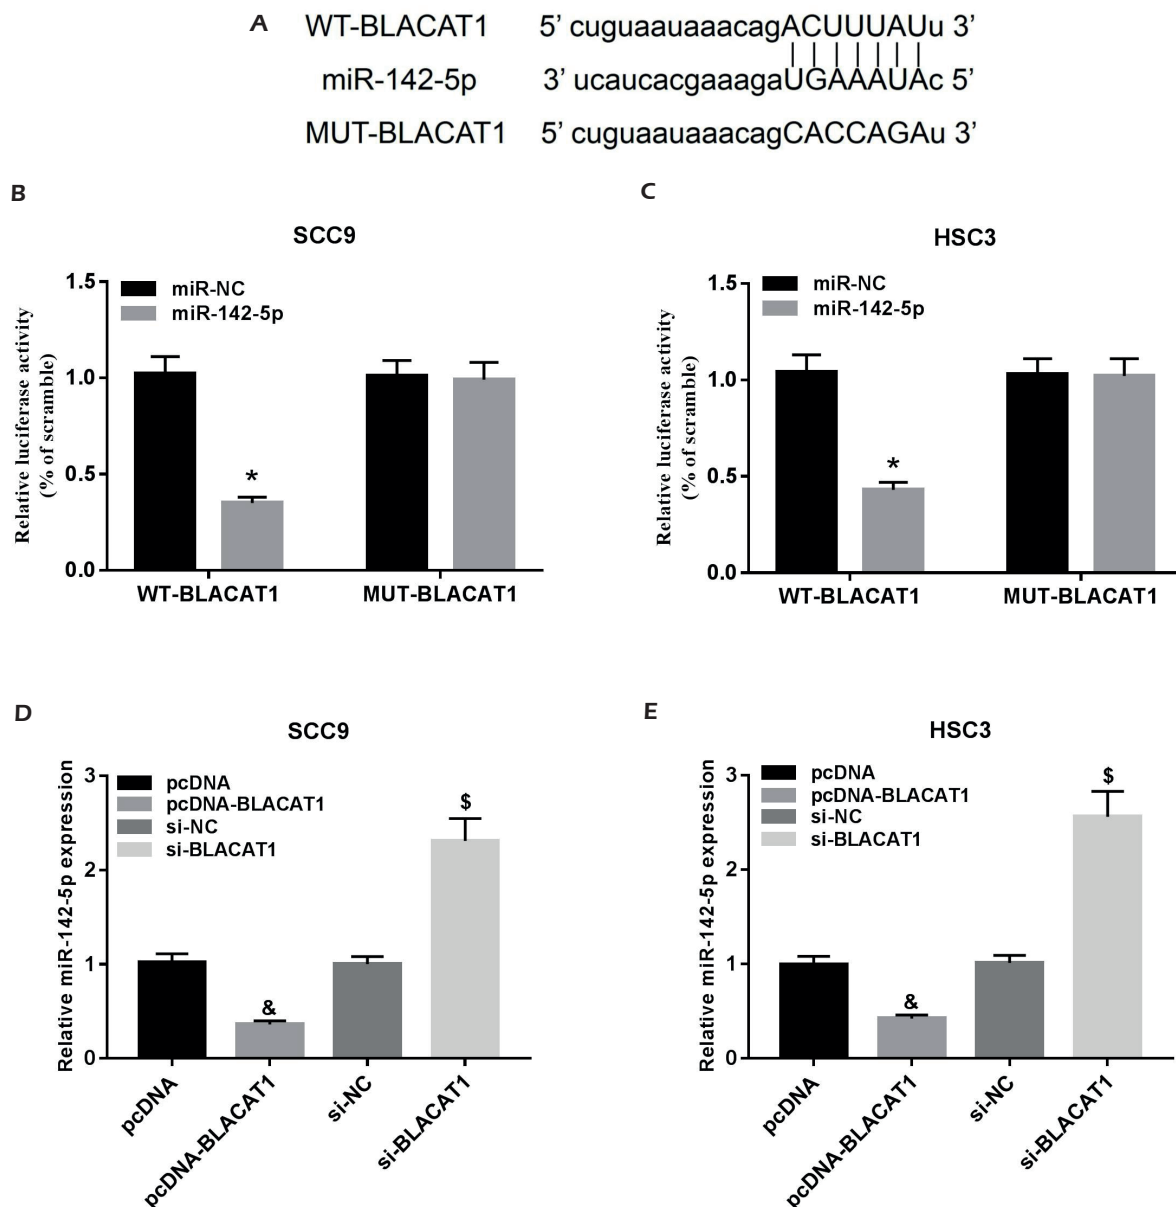 A
WT-BLACAT1 5’ cuguaauaaacagACUUUAUu 3’
miR-142-5p 3’ ucaucacgaaagaUGAAAUAc 5’
MUT-BLACAT1 5’ cuguaauaaacagCACCAGAu 3’
B
SCC9
Relative luciferase activity
(% of scramble)
1.5
1.0
0.5
0.0
miR-NC
miR-142-5p
*
WT-BLACAT1 MUT-BLACAT1
C
HSC3
Relative luciferase activity
(% of scramble)
1.5
1.0
0.5
0.0
miR-NC
miR-142-5p
*
WT-BLACAT1 MUT-BLACAT1
D
SCC9
Relative miR-142-5p expression
3
2
1
0
pcDNA
pcDNA-BLACAT1
si-NC
si-BLACAT1
&
$
pcDNA
pcDNA-BLACAT1
si-NC
si-BLACAT1
E
HSC3
Relative miR-142-5p expression
3
2
1
0
pcDNA
pcDNA-BLACAT1
si-NC
si-BLACAT1
&
$
pcDNA
pcDNA-BLACAT1
si-NC
si-BLACAT1